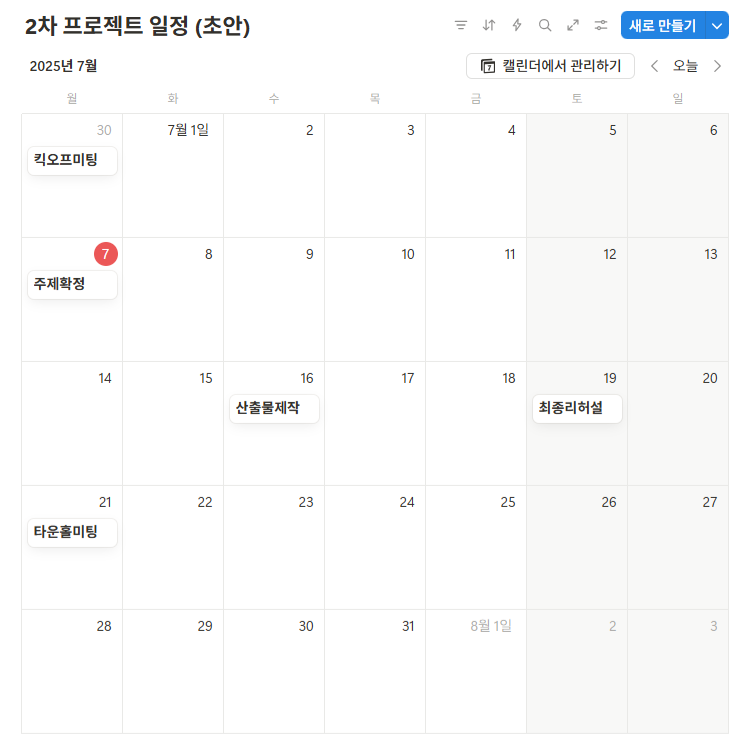 2차 프로젝트 일정 (초안)
새로 만들기
2025년 7월
7 캘린더에서 관리하기
오늘
월 화 수 목 금 토 일
30 7월 1일 2 3 4 5 6
킥오프미팅
7 8 9 10 11 12 13
주제확정
14 15 16 17 18 19 20
산출물제작 최종리허설
21 22 23 24 25 26 27
타운홀미팅
28 29 30 31 8월 1일 2 3